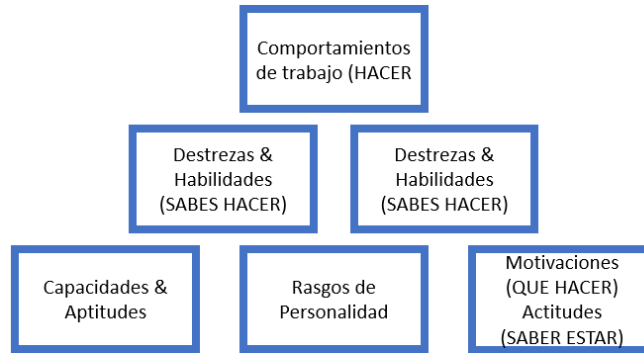 Comportamientos
de trabajo (HACER
Destrezas &
Habilidades
(SABES HACER)
Destrezas &
Habilidades
(SABES HACER)
Capacidades &
Aptitudes
Rasgos de
Personalidad
Motivaciones
(QUE HACER)
Actitudes
(SABER ESTAR)